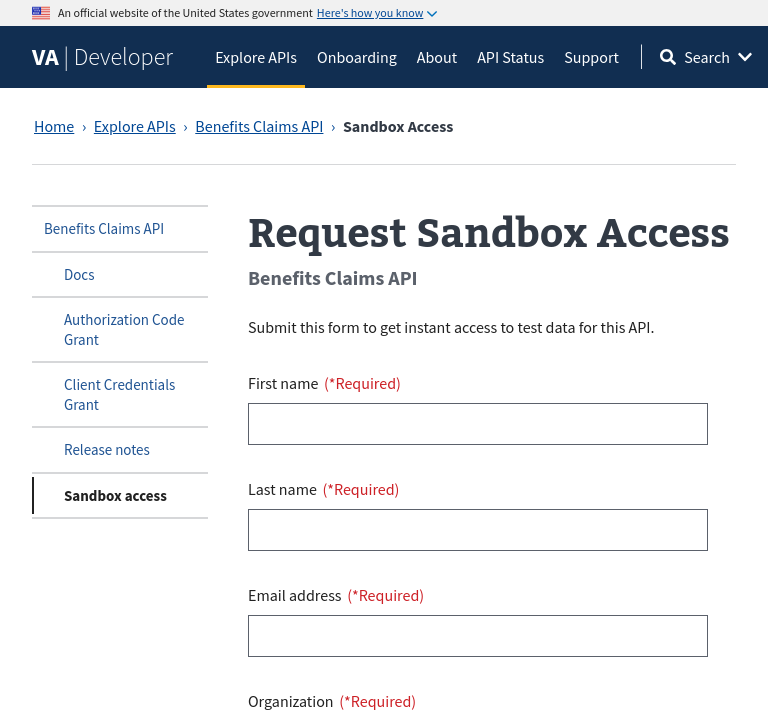 An official website of the United States government Here's how you know
VA | Developer
Explore APIs Onboarding About API Status Support Search
Home › Explore APIs › Benefits Claims API › Sandbox Access
Benefits Claims API
Docs
Authorization Code
Grant
Client Credentials
Grant
Release notes
Sandbox access
Request Sandbox Access
Benefits Claims API
Submit this form to get instant access to test data for this API.
First name (*Required)
Last name (*Required)
Email address (*Required)
Organization (*Required)